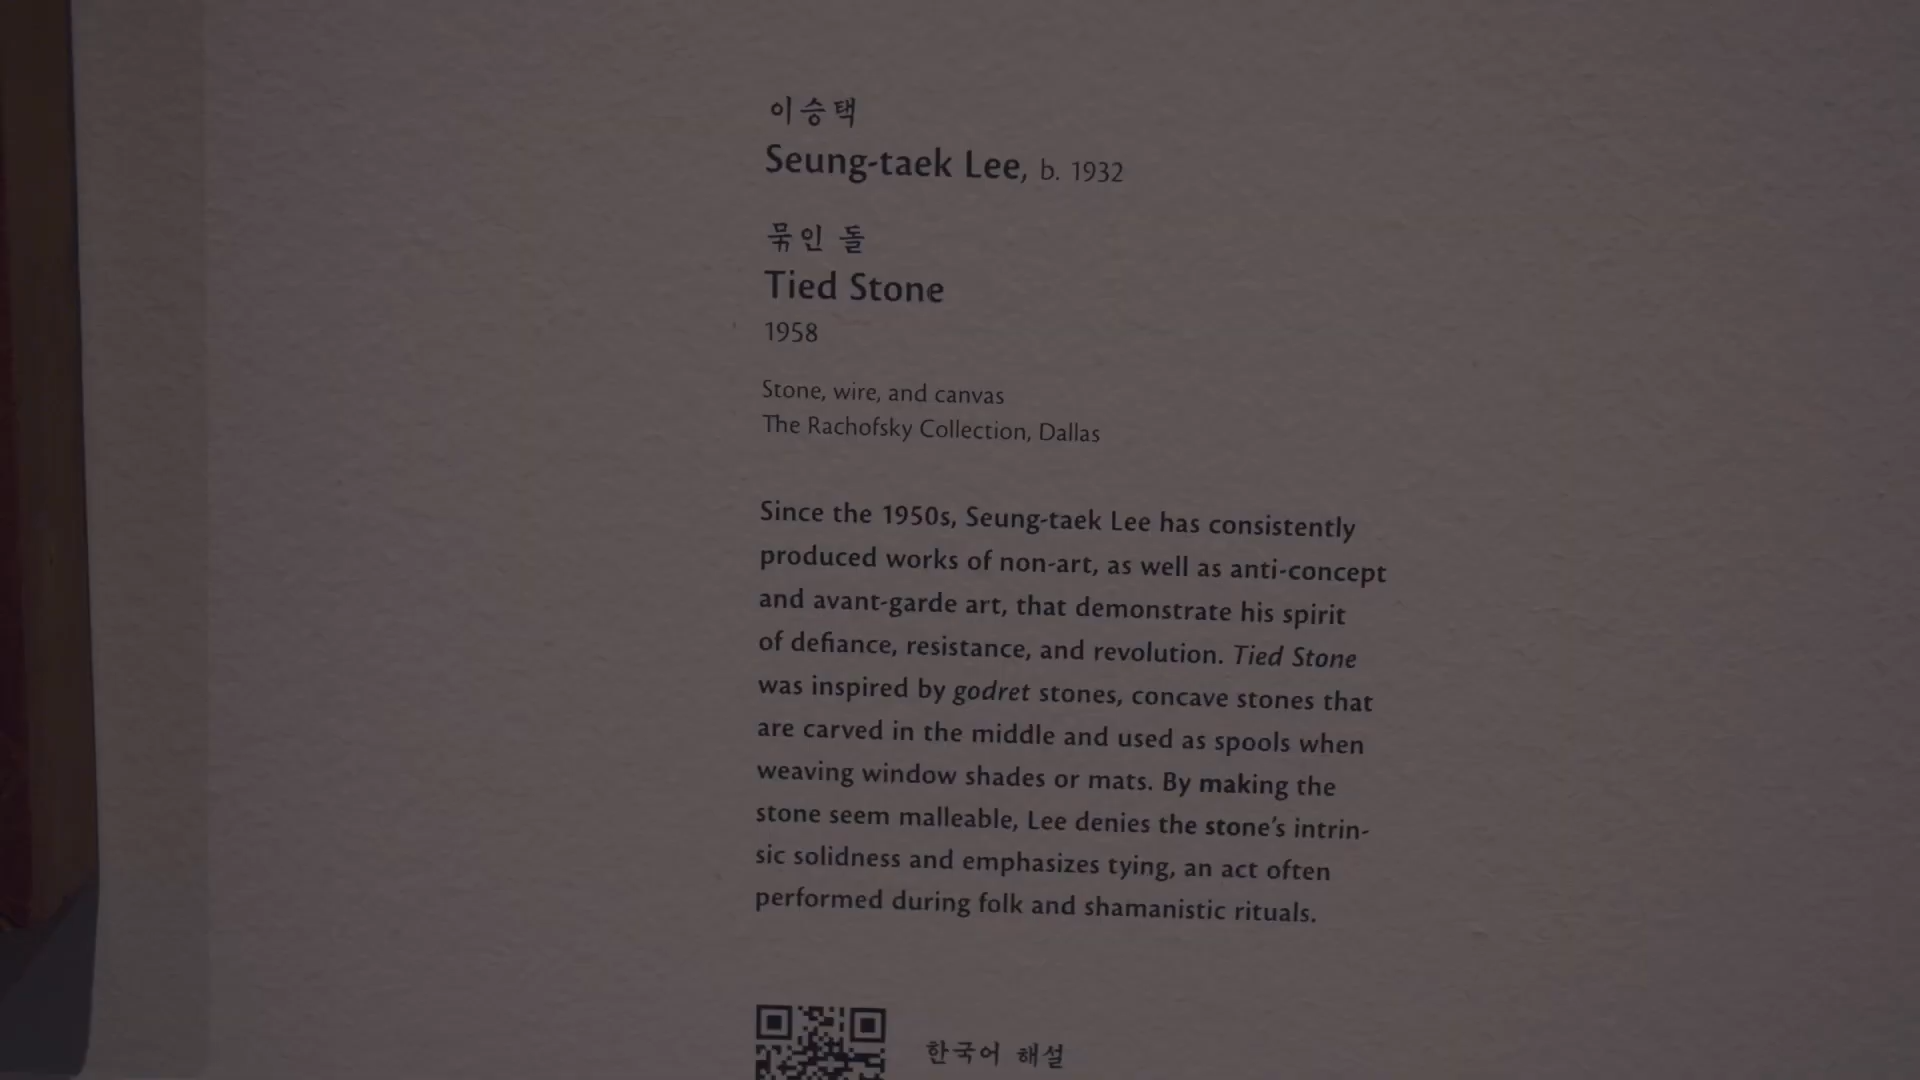 이승택
Seung-taek Lee, b. 1932
묶인 돌
Tied Stone
1958
Stone, wire, and canvas
The Rachofsky Collection, Dallas
Since the 1950s, Seung-taek Lee has consistently
produced works of non-art, as well as anti-concept
and avant-garde art, that demonstrate his spirit
of defiance, resistance, and revolution. Tied Stone
was inspired by godret stones, concave stones that
are carved in the middle and used as spools when
weaving window shades or mats. By making the
stone seem malleable, Lee denies the stone’s intrin-
sic solidness and emphasizes tying, an act often
performed during folk and shamanistic rituals.
한국어 해설